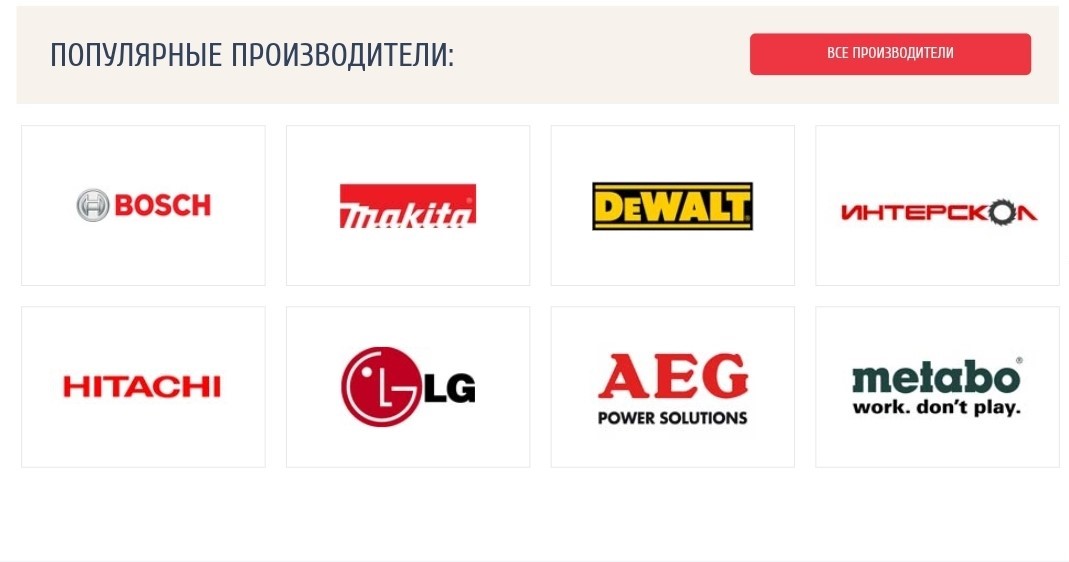 ПОПУЛЯРНЫЕ ПРОИЗВОДИТЕЛИ:
ВСЕ ПРОИЗВОДИТЕЛИ
BOSCH
makita
DEWALT
ИНТЕРСКОЛ
HITACHI
LG
AEG
POWER SOLUTIONS
metabo
work. don't play.